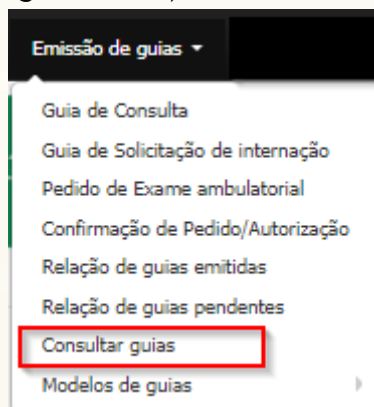 Emissão de guias
Guia de Consulta
Guia de Solicitação de internação
Pedido de Exame ambulatorial
Confirmação de Pedido/Autorização
Relação de guias emitidas
Relação de guias pendentes
Consultar guias
Modelos de guias